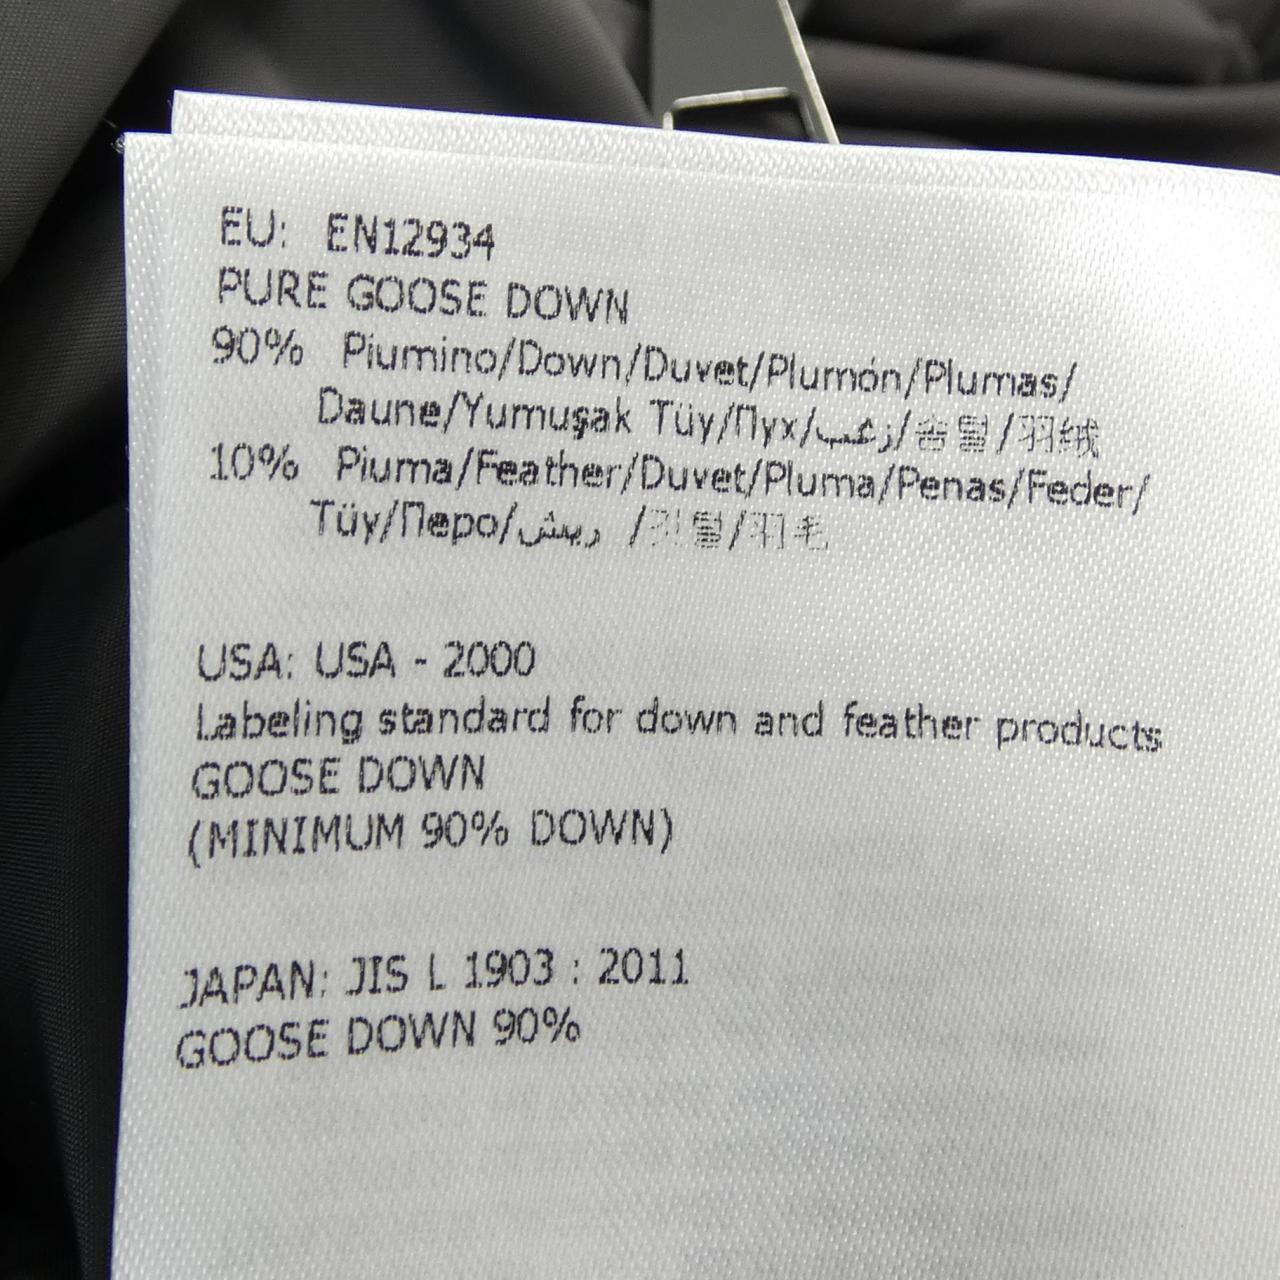 EU: EN12934
PURE GOOSE DOWN
90% Piumino/Down/Duvet/Plumón/Plumas/
Daune/Yumuşak Tüy/Пух/زغب/솜털/羽绒
10% Piuma/Feather/Duvet/Pluma/Penas/Feder/
Tüy/Перо/ريش /깃털/羽毛
USA: USA - 2000
Labeling standard for down and feather products
GOOSE DOWN
(MINIMUM 90% DOWN)
JAPAN: JIS L 1903 : 2011
GOOSE DOWN 90%